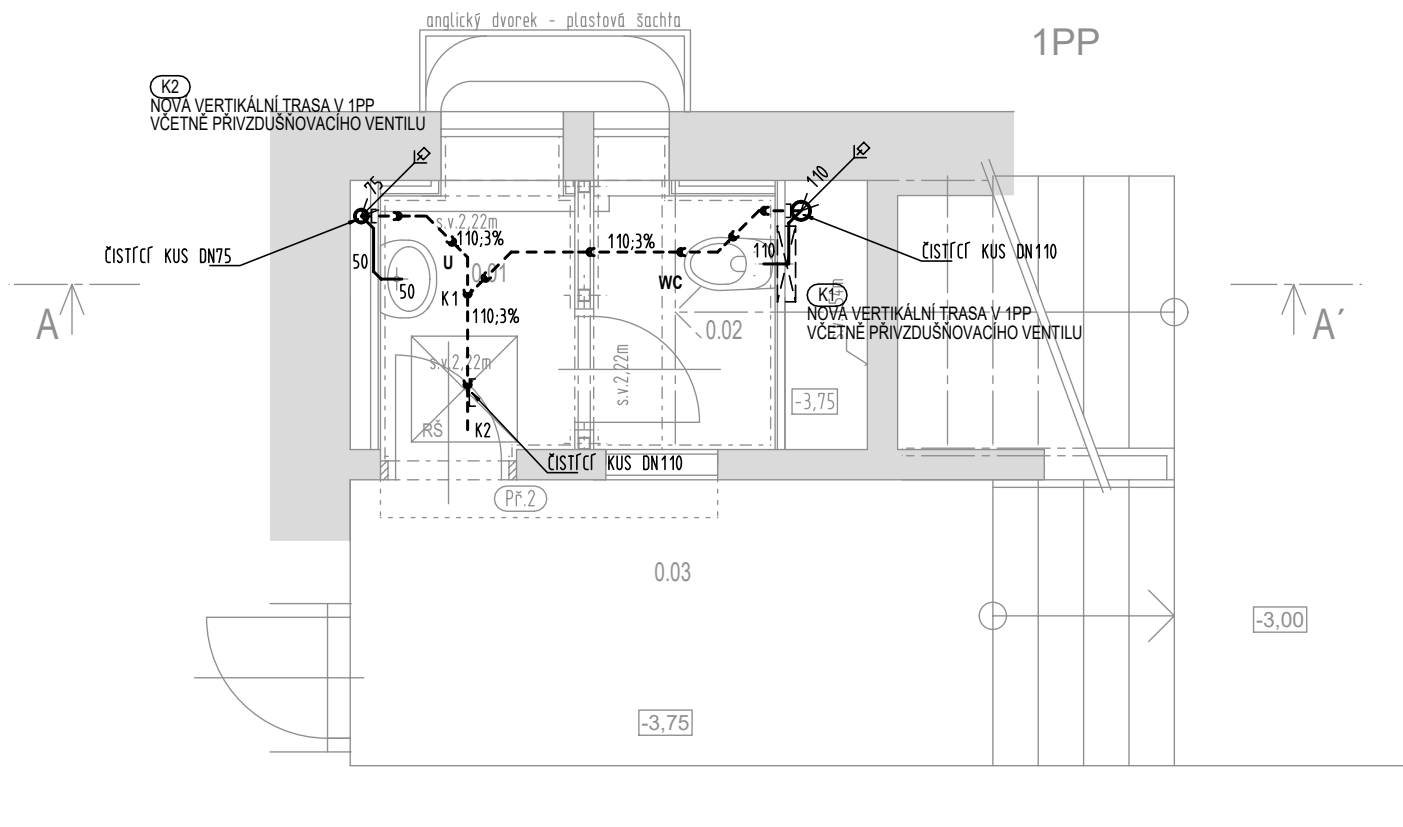 anglický dvorek - plastová šachta
1PP
K2
NOVÁ VERTIKÁLNÍ TRASA V 1PP
VČETNĚ PŘIVZDUŠŇOVACÍHO VENTILU
75
110
s.v.2,22m
110;3%
110;3%
ČISTÍCÍ KUS DN75
50
U
0.01
110
ČISTÍCÍ KUS DN110
50
K1
WC
K1
NOVÁ VERTIKÁLNÍ TRASA V 1PP
VČETNĚ PŘIVZDUŠŇOVACÍHO VENTILU
A
110;3%
0.02
A´
s.v.2,22m
s.v.2,22m
-3,75
RŠ
K2
ČISTÍCÍ KUS DN110
Př.2
0.03
-3,00
-3,75